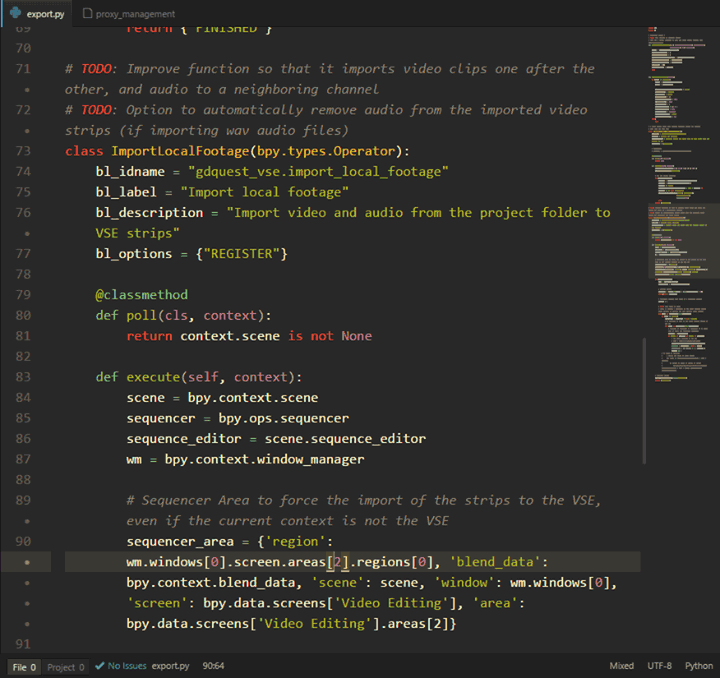 export.py
proxy_management
69 return {"FINISHED"}
70
71 # TODO: Improve function so that it imports video clips one after the
• other, and audio to a neighboring channel
72 # TODO: Option to automatically remove audio from the imported video
• strips (if importing wav audio files)
73 class ImportLocalFootage(bpy.types.Operator):
74 bl_idname = "gdquest_vse.import_local_footage"
75 bl_label = "Import local footage"
76 bl_description = "Import video and audio from the project folder to
• VSE strips"
77 bl_options = {"REGISTER"}
78
79 @classmethod
80 def poll(cls, context):
81 return context.scene is not None
82
83 def execute(self, context):
84 scene = bpy.context.scene
85 sequencer = bpy.ops.sequencer
86 sequence_editor = scene.sequence_editor
87 wm = bpy.context.window_manager
88
89 # Sequencer Area to force the import of the strips to the VSE,
• even if the current context is not the VSE
90 sequencer_area = {'region':
• wm.windows[0].screen.areas[2].regions[0], 'blend_data':
• bpy.context.blend_data, 'scene': scene, 'window': wm.windows[0],
• 'screen': bpy.data.screens['Video Editing'], 'area':
• bpy.data.screens['Video Editing'].areas[2]}
91
File 0 Project 0 No Issues export.py 90:64 Mixed UTF-8 Python